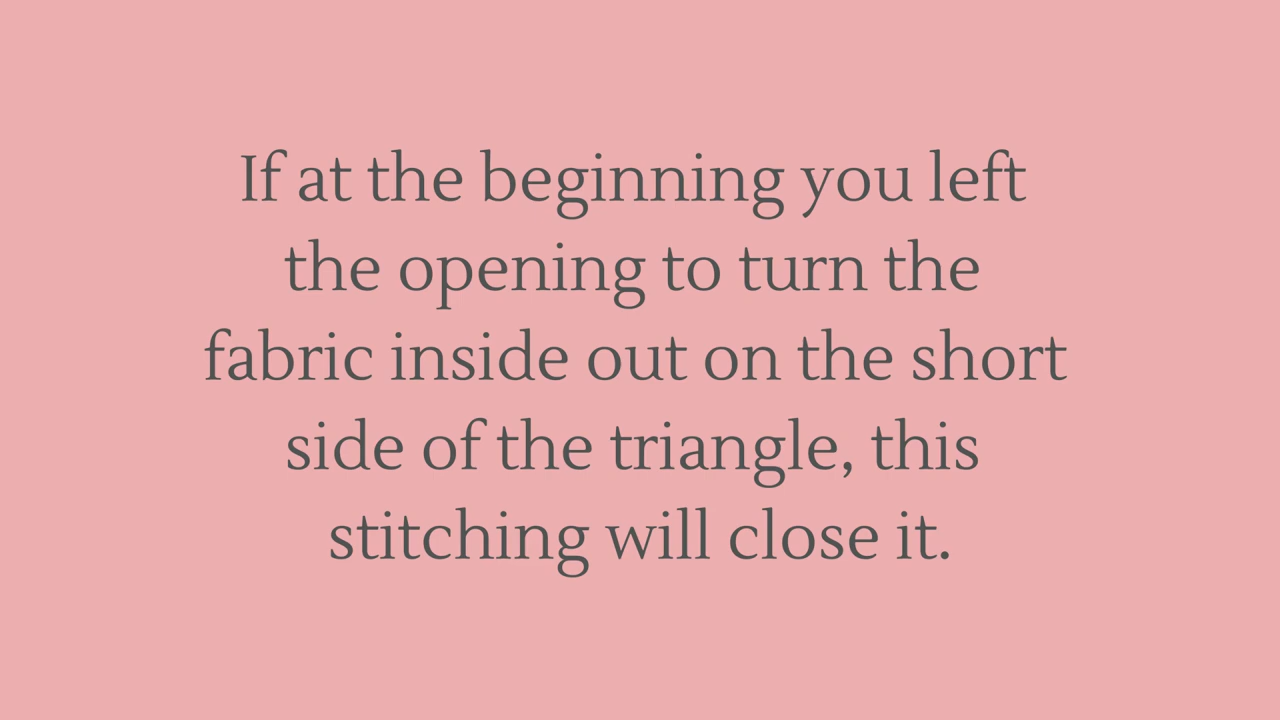 If at the beginning you left
the opening to turn the
fabric inside out on the short
side of the triangle, this
stitching will close it.